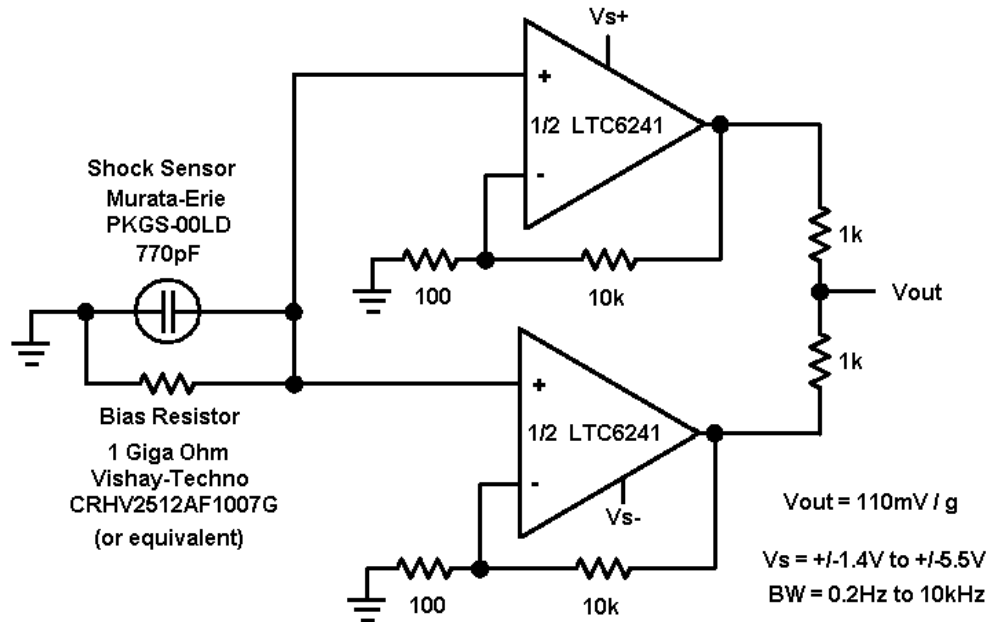 Vs+
+
1/2 LTC6241
-
100
10k
1k
Vout
1k
Shock Sensor
Murata-Erie
PKGS-00LD
770pF
Bias Resistor
1 Giga Ohm
Vishay-Techno
CRHV2512AF1007G
(or equivalent)
+
1/2 LTC6241
-
Vs-
100
10k
Vout = 110mV / g
Vs = +/-1.4V to +/-5.5V
BW = 0.2Hz to 10kHz